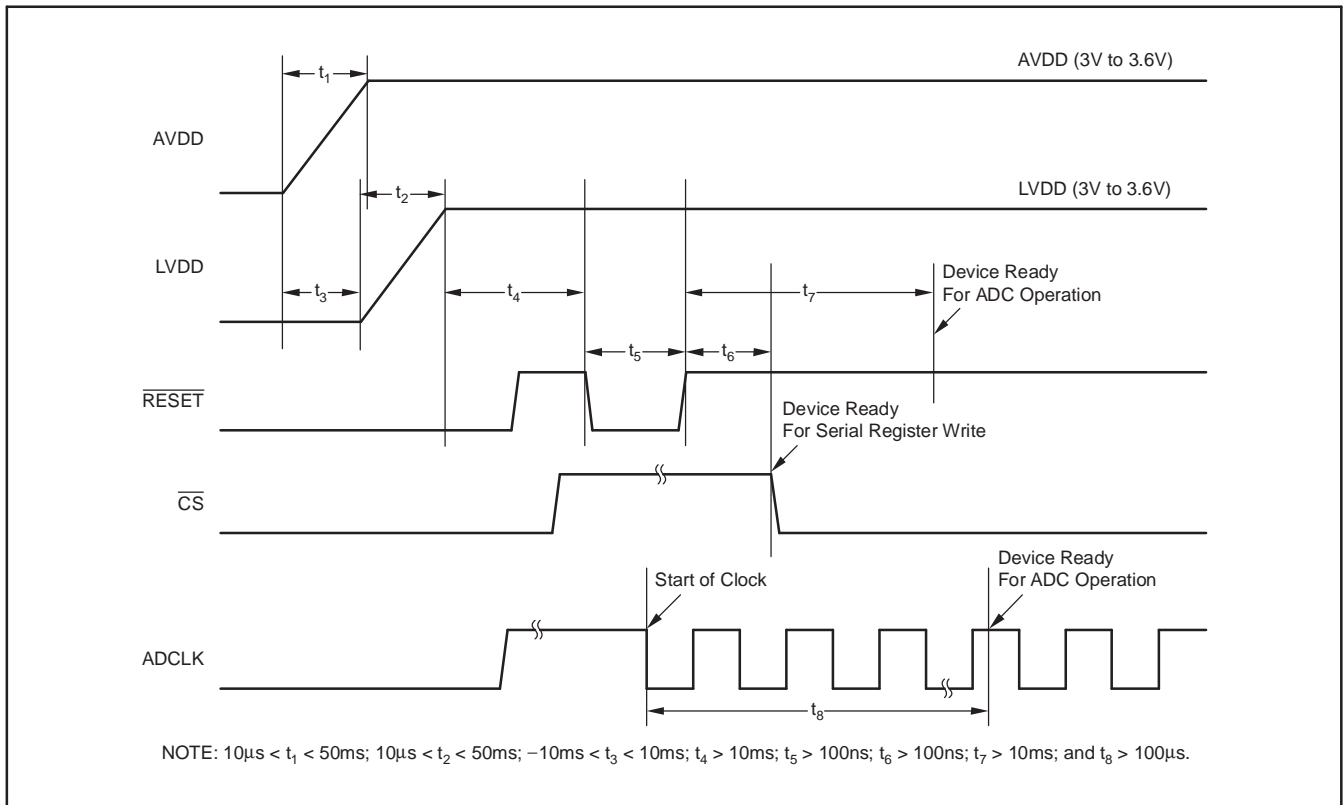 t1
AVDD (3V to 3.6V)
AVDD
t2
LVDD (3V to 3.6V)
LVDD
t3
t4
t7
Device Ready
For ADC Operation
t5
t6
RESET
Device Ready
For Serial Register Write
CS
Start of Clock
Device Ready
For ADC Operation
ADCLK
t8
NOTE: 10μs < t1 < 50ms; 10μs < t2 < 50ms; −10ms < t3 < 10ms; t4 > 10ms; t5 > 100ns; t6 > 100ns; t7 > 10ms; and t8 > 100μs.